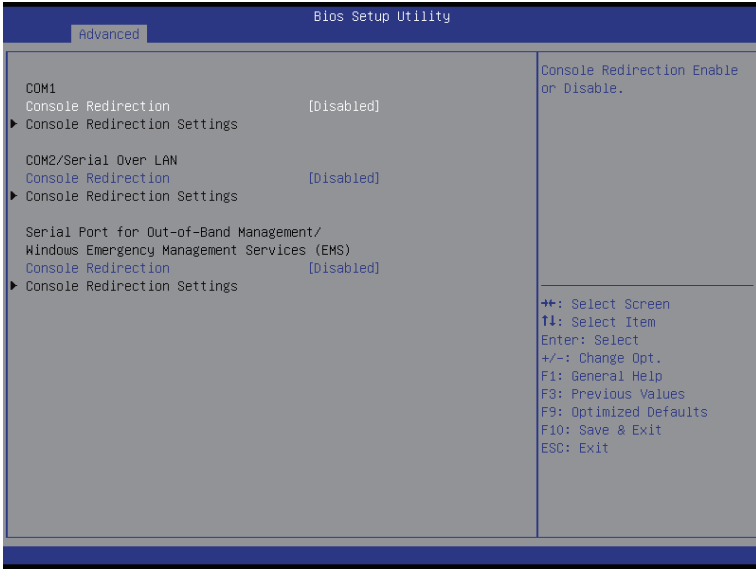 Bios Setup Utility
Advanced
COM1
Console Redirection [Disabled]
Console Redirection Settings
COM2/Serial Over LAN
Console Redirection [Disabled]
Console Redirection Settings
Serial Port for Out-of-Band Management/
Windows Emergency Management Services (EMS)
Console Redirection [Disabled]
Console Redirection Settings
Console Redirection Enable
or Disable.
→←: Select Screen
↑↓: Select Item
Enter: Select
+/-: Change Opt.
F1: General Help
F3: Previous Values
F9: Optimized Defaults
F10: Save & Exit
ESC: Exit